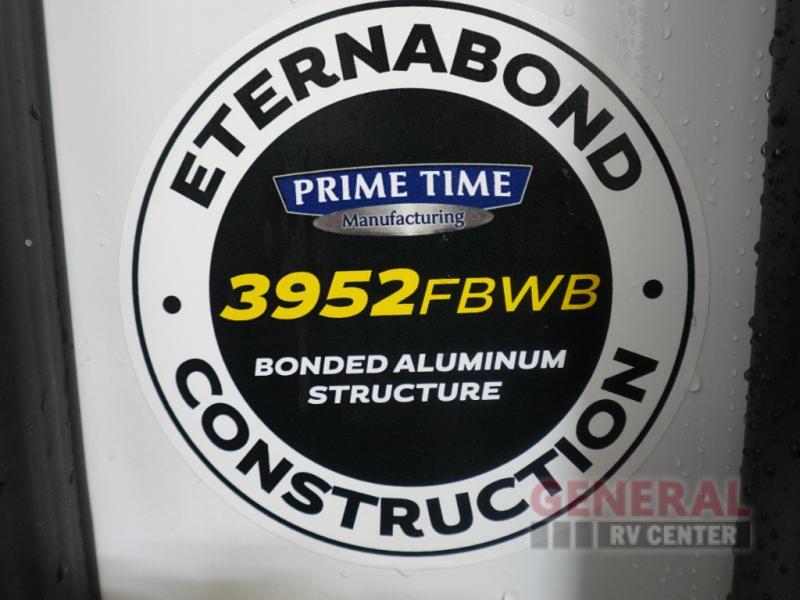 ETERNABOND
PRIME TIME
Manufacturing
3952FBWB
BONDED ALUMINUM
STRUCTURE
CONSTRUCTION
GENERAL
RV CENTER